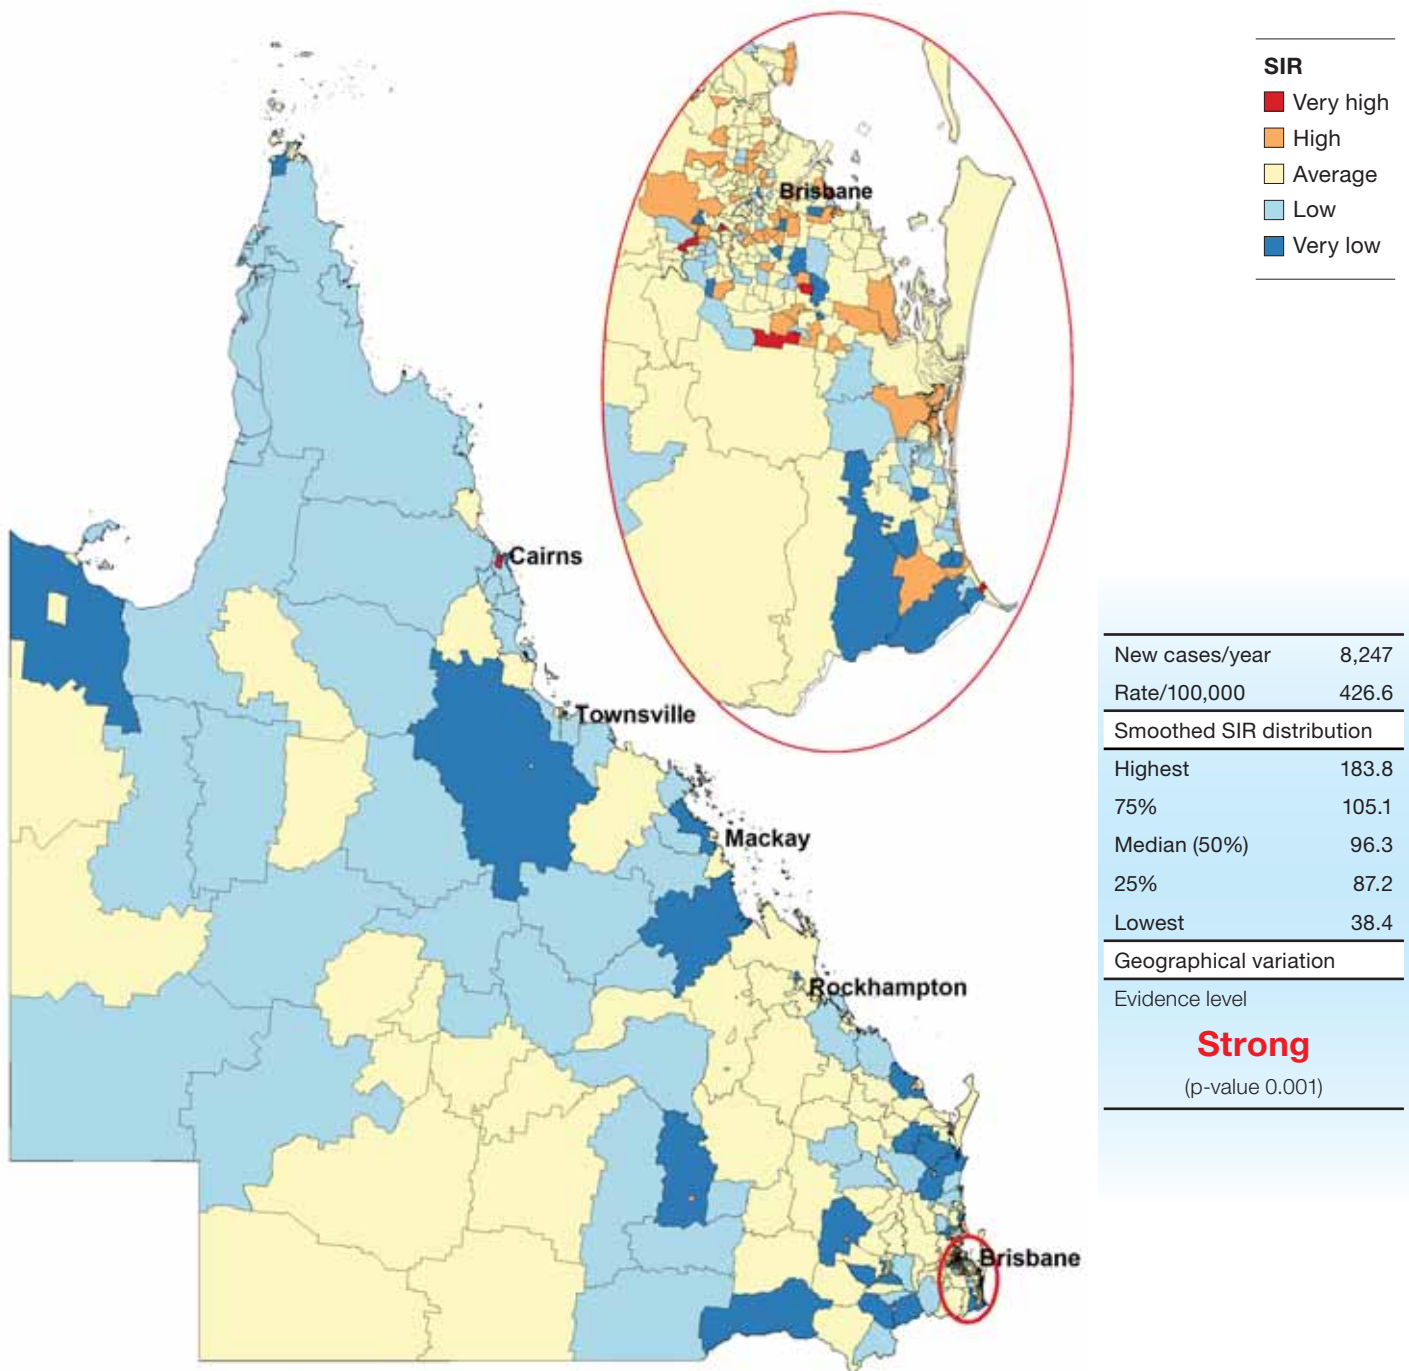 SIR
Very high
High
Average
Low
Very low
Brisbane
Cairns
Townsville
Mackay
Rockhampton
Brisbane
New cases/year 8,247
Rate/100,000 426.6
Smoothed SIR distribution
Highest 183.8
75% 105.1
Median (50%) 96.3
25% 87.2
Lowest 38.4
Geographical variation
Evidence level
Strong
(p-value 0.001)